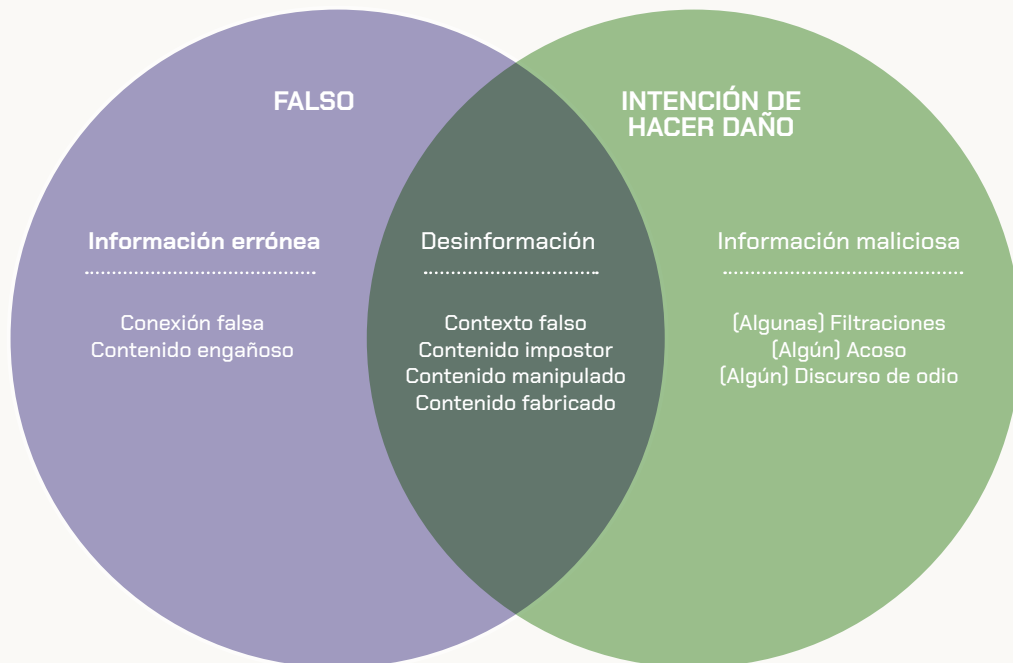 FALSO
INTENCIÓN DE
HACER DAÑO
Información errónea
Conexión falsa
Contenido engañoso
Desinformación
Contexto falso
Contenido impostor
Contenido manipulado
Contenido fabricado
Información maliciosa
(Algunas) Filtraciones
(Algún) Acoso
(Algún) Discurso de odio